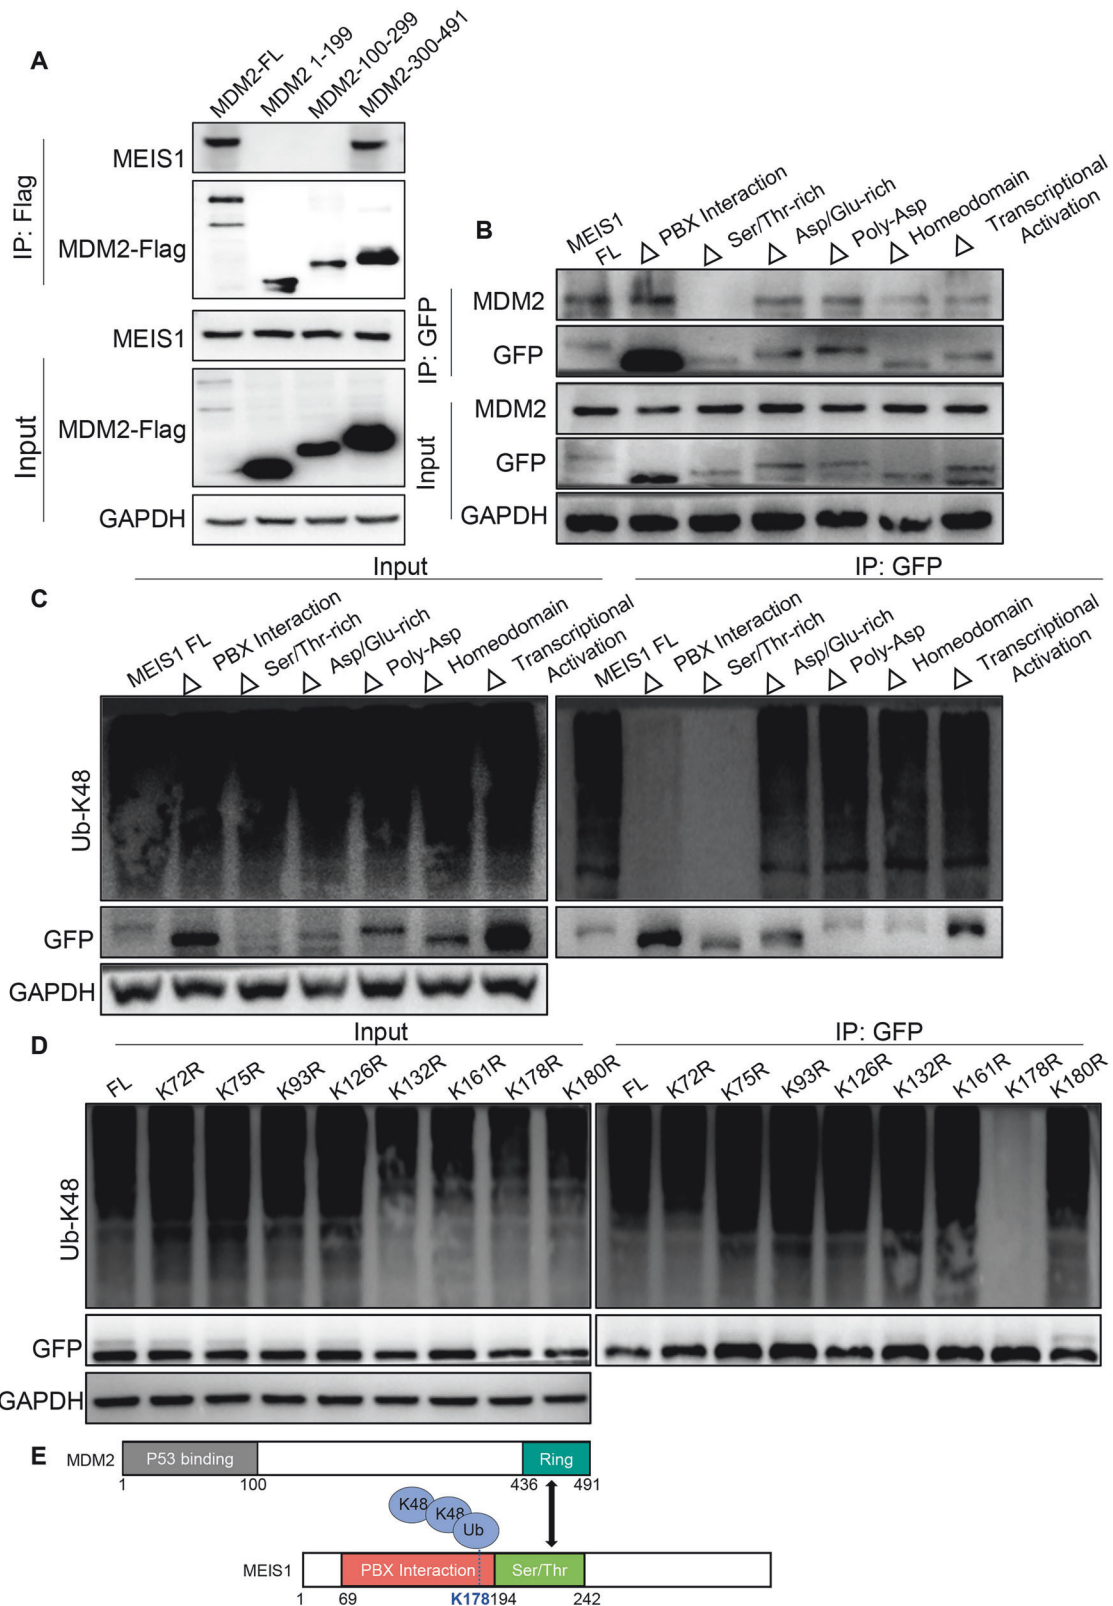 A
MDM2-FL
MDM2 1-199
MDM2-100-299
MDM2-300-491
IP: Flag
MEIS1
MDM2-Flag
Input
MEIS1
MDM2-Flag
GAPDH
B
MEIS1 FL
△ PBX Interaction
△ Ser/Thr-rich
△ Asp/Glu-rich
△ Poly-Asp
△ Homeodomain
△ Transcriptional Activation
IP: GFP
MDM2
GFP
Input
MDM2
GFP
GAPDH
C
Input
IP: GFP
MEIS1 FL
△ PBX Interaction
△ Ser/Thr-rich
△ Asp/Glu-rich
△ Poly-Asp
△ Homeodomain
△ Transcriptional Activation
MEIS1 FL
△ PBX Interaction
△ Ser/Thr-rich
△ Asp/Glu-rich
△ Poly-Asp
△ Homeodomain
△ Transcriptional Activation
Ub-K48
GFP
GAPDH
D
Input
IP: GFP
FL K72R K75R K93R K126R K132R K161R K178R K180R
FL K72R K75R K93R K126R K132R K161R K178R K180R
Ub-K48
GFP
GAPDH
E
MDM2 P53 binding Ring
1 100 436 491
K48 K48 Ub
MEIS1 PBX Interaction Ser/Thr
1 69 K178 194 242